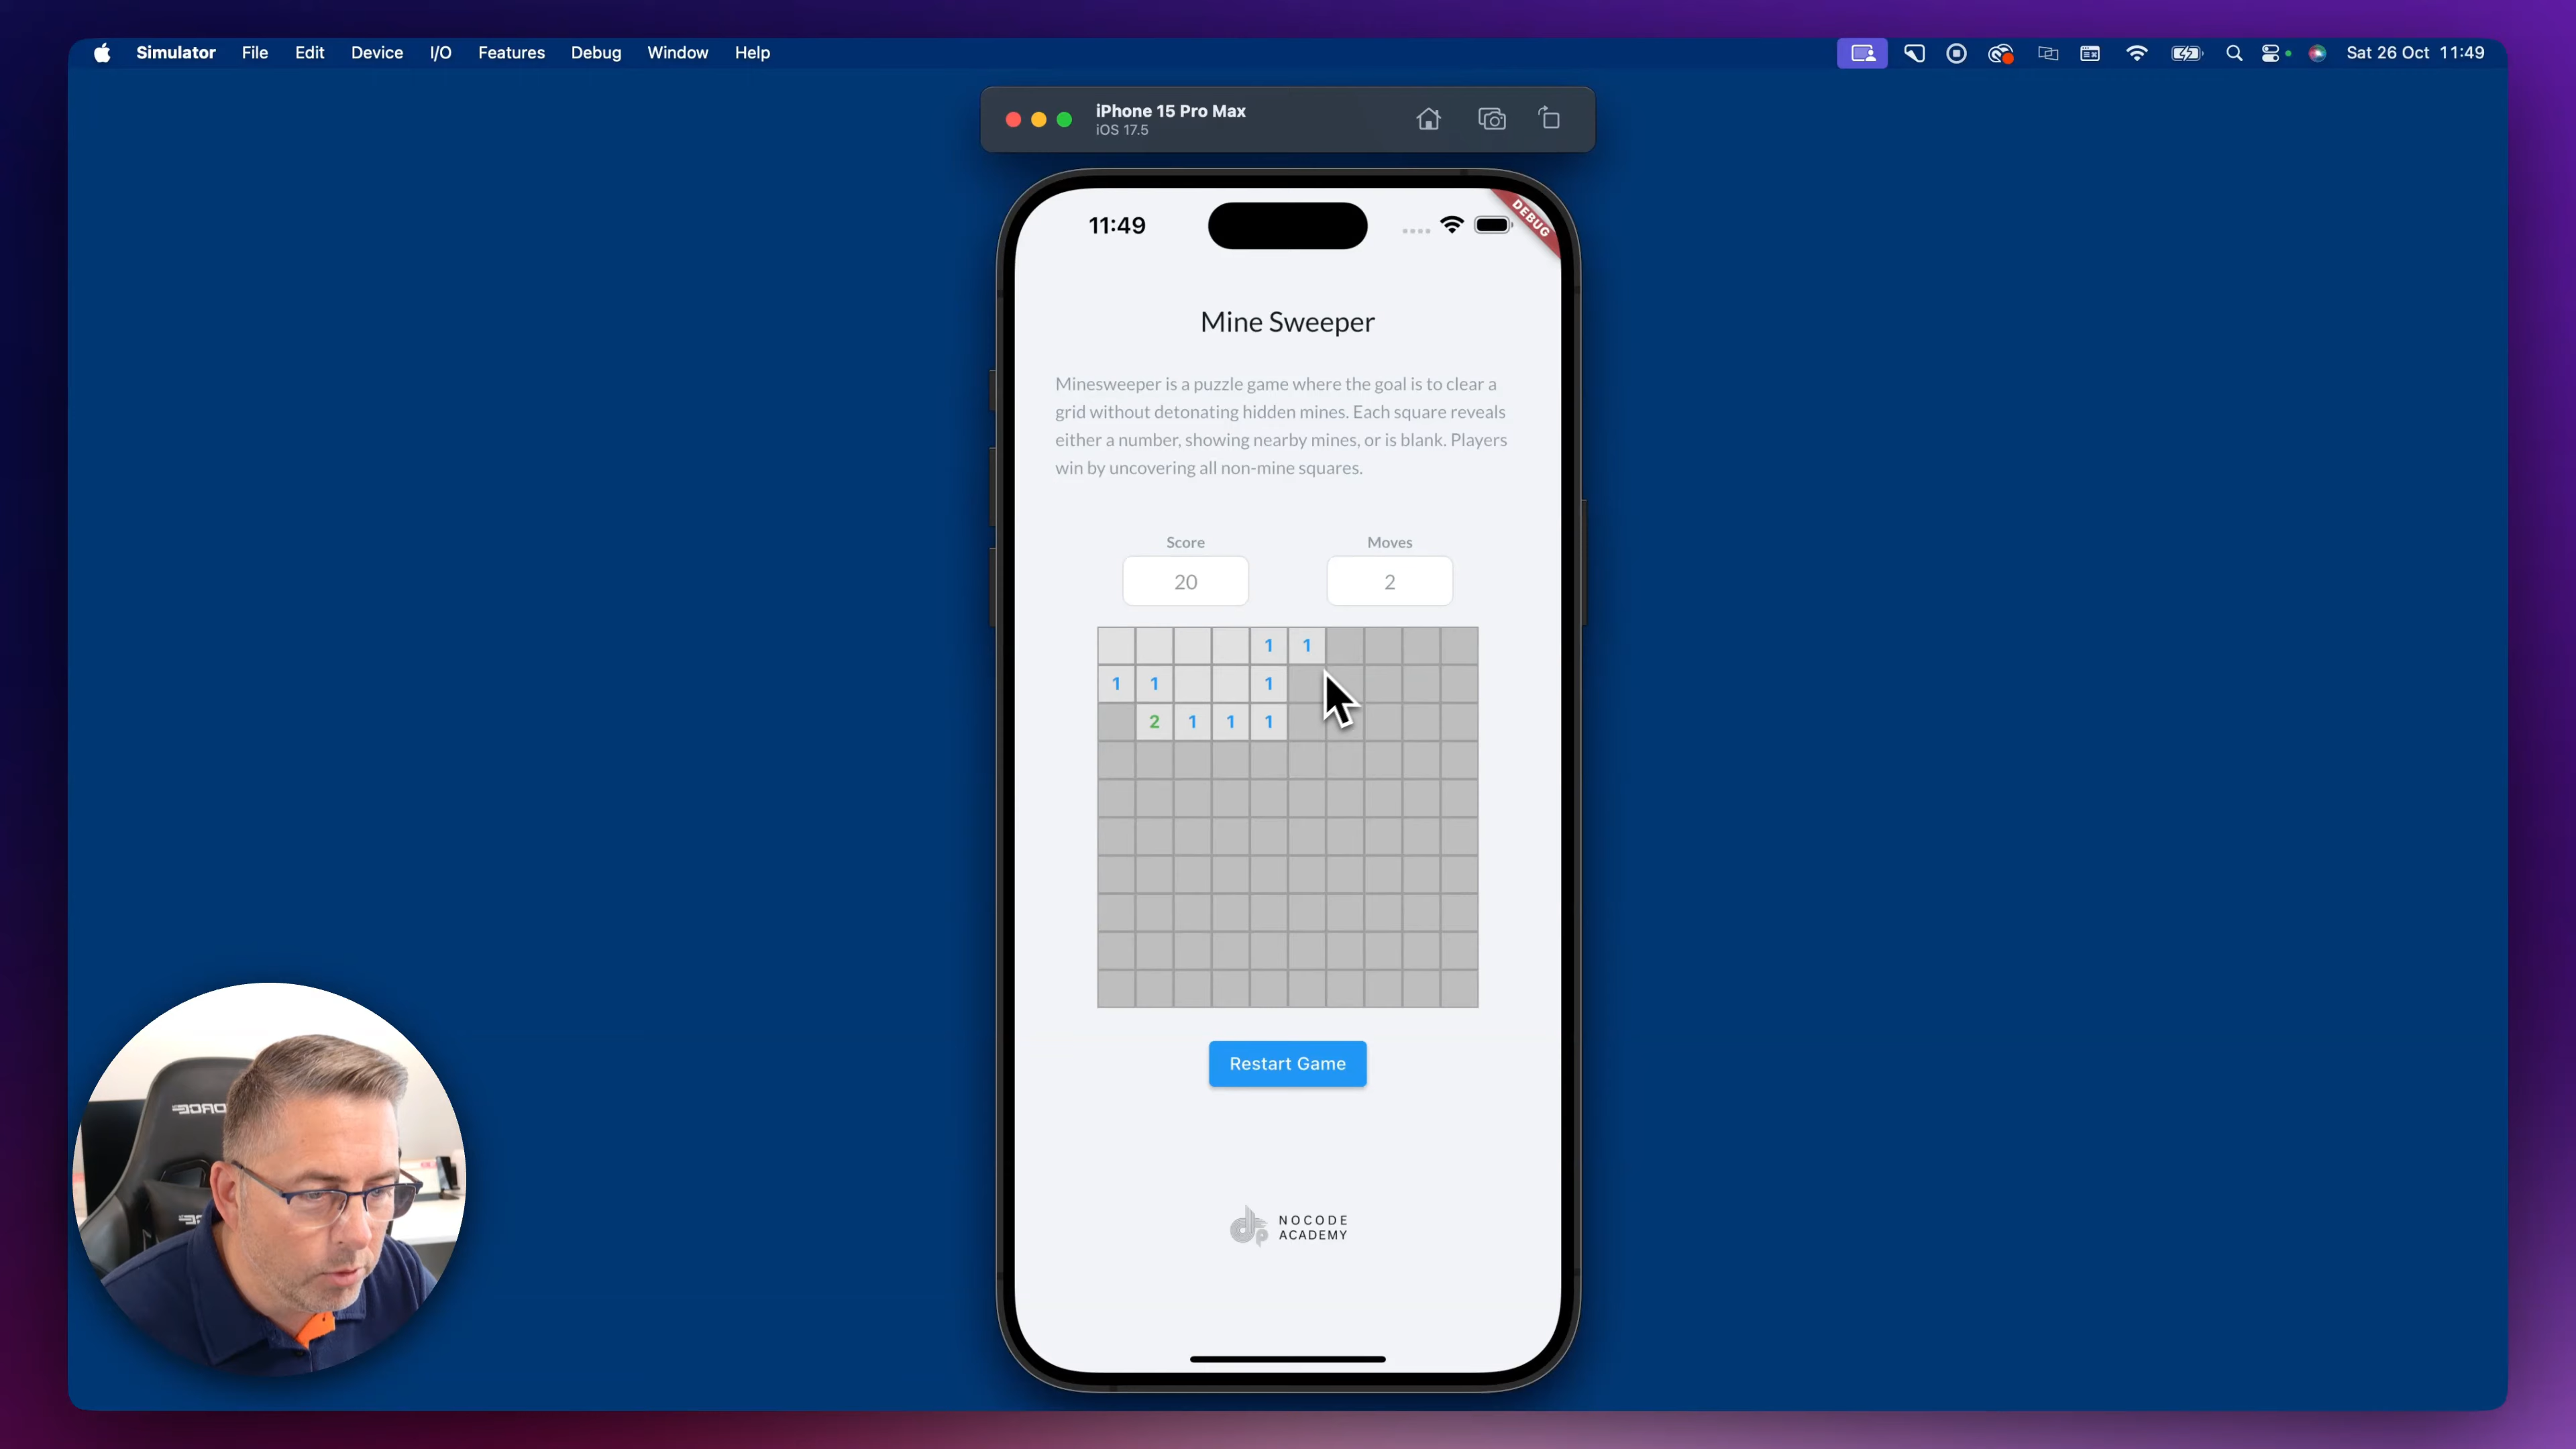 Simulator File Edit Device I/O Features Debug Window Help
Sat 26 Oct 11:49
iPhone 15 Pro Max
iOS 17.5
11:49
DEBUG
Mine Sweeper
Minesweeper is a puzzle game where the goal is to clear a
grid without detonating hidden mines. Each square reveals
either a number, showing nearby mines, or is blank. Players
win by uncovering all non-mine squares.
Score Moves
20 2
1 1
1 1 1
2 1 1 1
Restart Game
dp NOCODE
ACADEMY